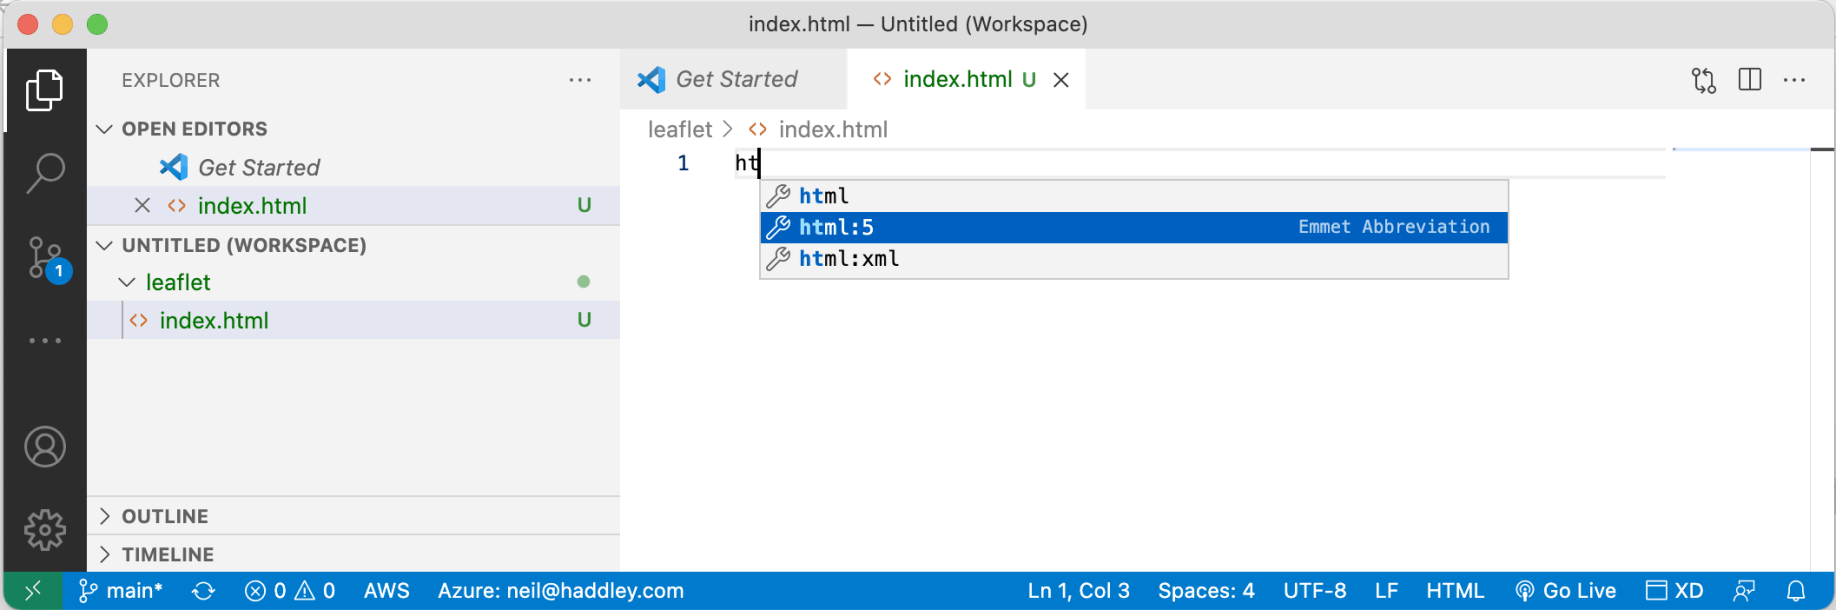 index.html — Untitled (Workspace)
EXPLORER
OPEN EDITORS
Get Started
index.html U
UNTITLED (WORKSPACE)
leaflet
index.html U
OUTLINE
TIMELINE
1
Get Started
index.html U
leaflet > index.html
1 ht
html
html:5 Emmet Abbreviation
html:xml
main* 0 0 AWS Azure: neil@haddley.com Ln 1, Col 3 Spaces: 4 UTF-8 LF HTML Go Live XD